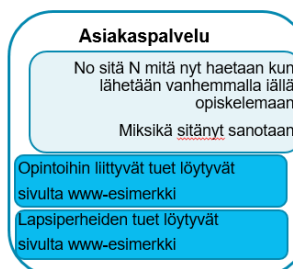 Asiakaspalvelu
No sitä N mitä nyt haetaan kun
lähetään vanhemmalla iällä
opiskelemaan
Miksikä sitänyt sanotaan
Opintoihin liittyvät tuet löytyvät
sivulta www-esimerkki
Lapsiperheiden tuet löytyvät
sivulta www-esimerkki